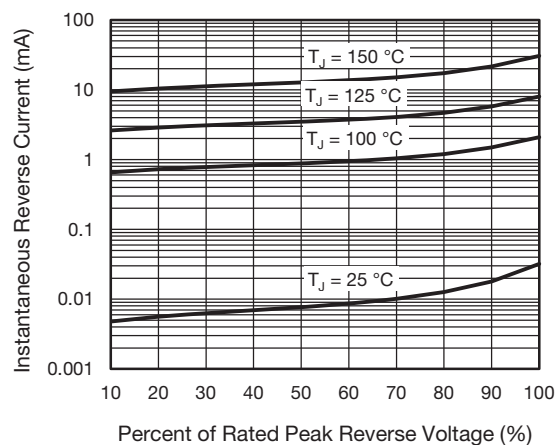 100
10
1
0.1
0.01
0.001
Instantaneous Reverse Current (mA)
TJ = 150 °C
TJ = 125 °C
TJ = 100 °C
TJ = 25 °C
10 20 30 40 50 60 70 80 90 100
Percent of Rated Peak Reverse Voltage (%)